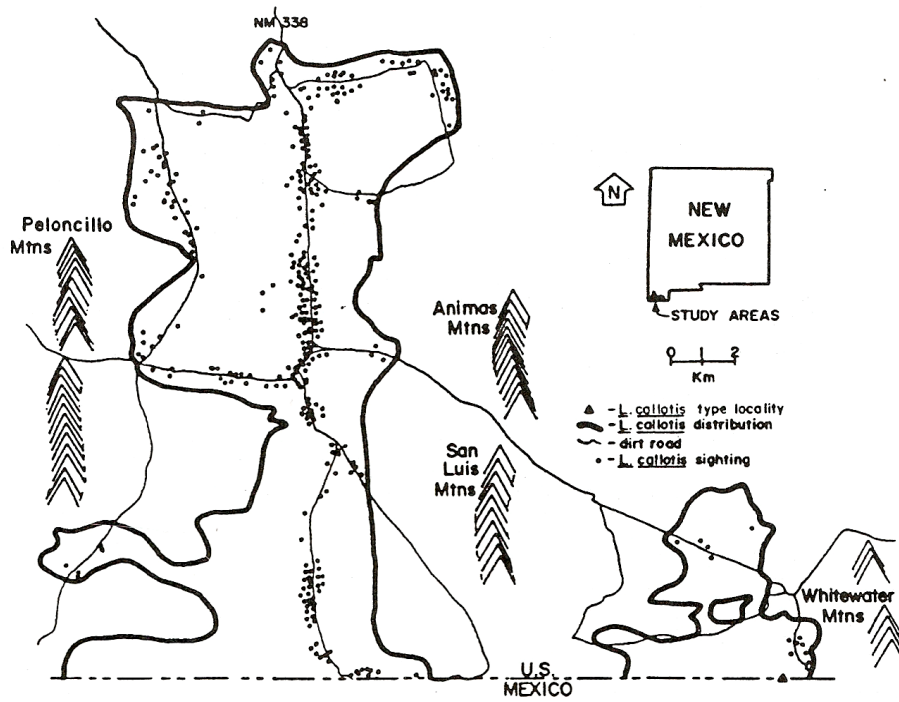 NM 338
Peloncillo
Mtns
N
NEW
MEXICO
STUDY AREAS
Animas
Mtns
0 1 2
Km
- L. callotis type locality
- L. callotis distribution
- dirt road
- L. callotis sighting
San
Luis
Mtns
Whitewater
Mtns
U.S.
MEXICO